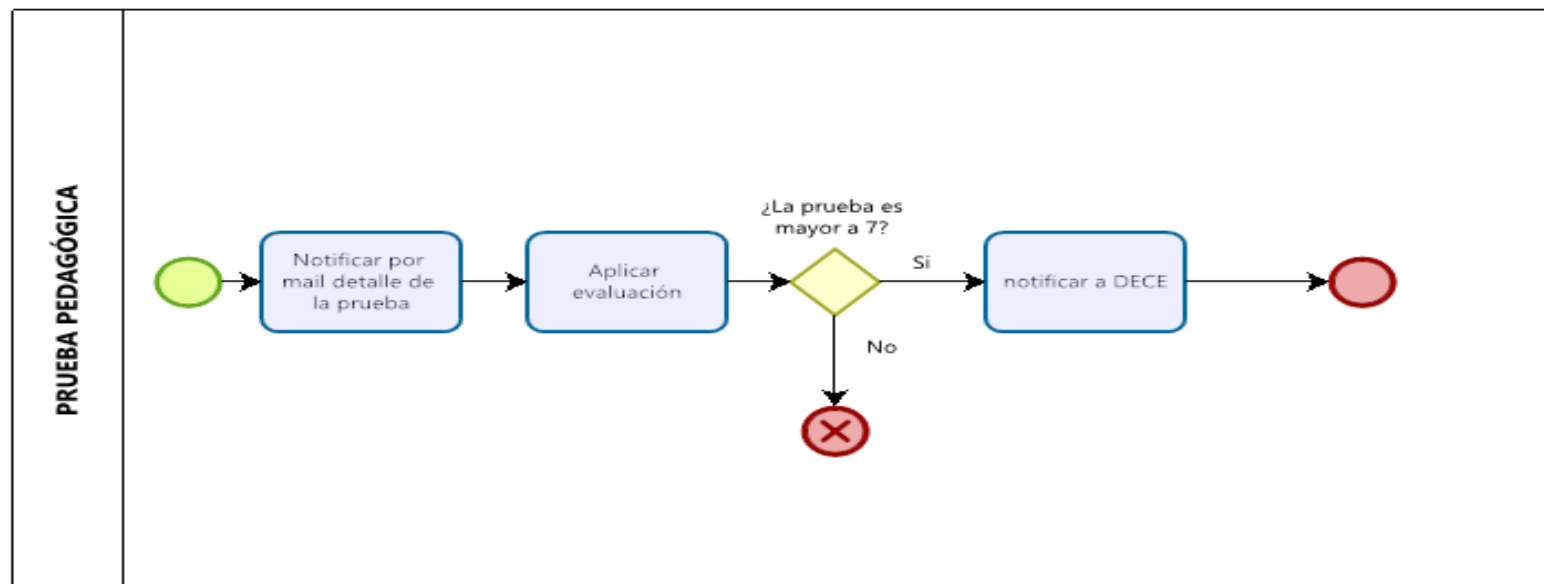 PRUEBA PEDAGÓGICA
Notificar por
mail detalle de
la prueba
Aplicar
evaluación
¿La prueba es
mayor a 7?
Si
No
notificar a DECE